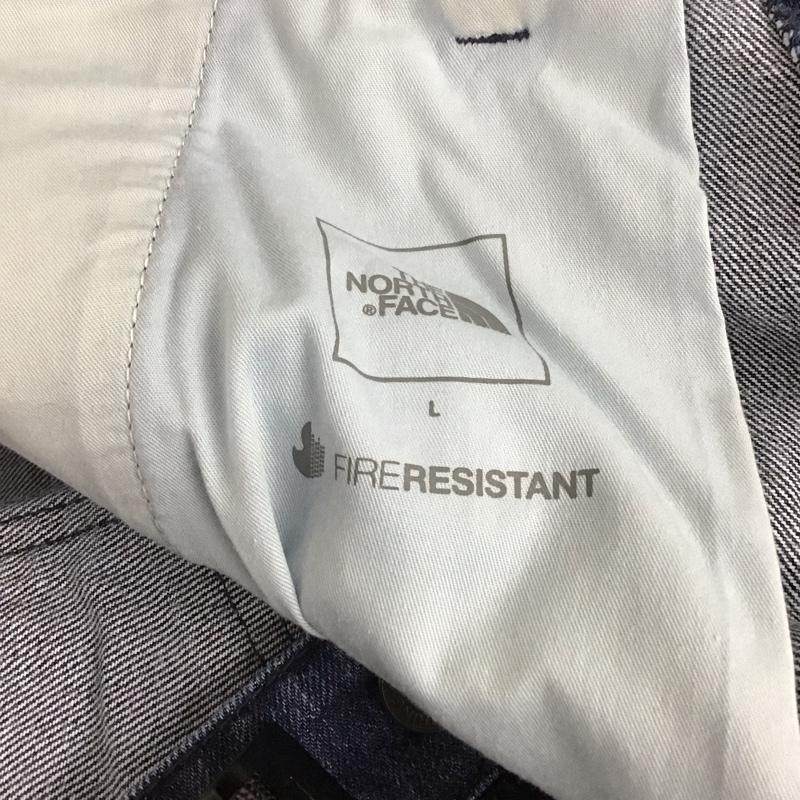 THE
NORTH
®FACE
L
FIRERESISTANT